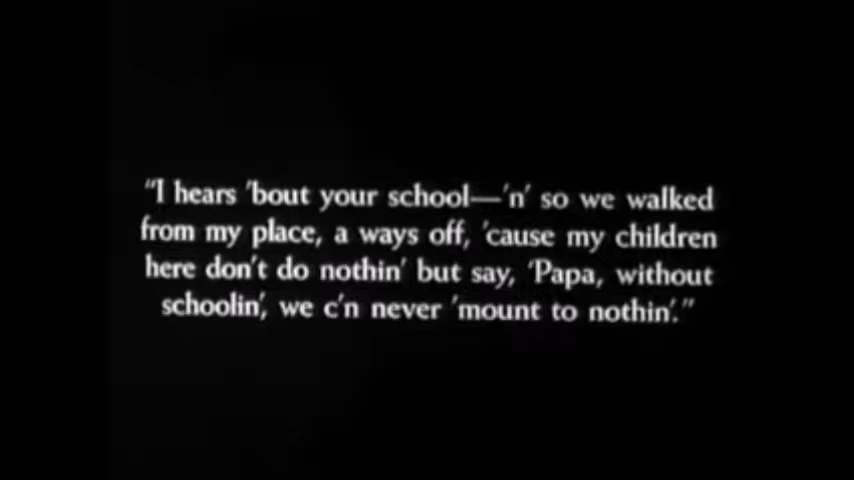 "I hears 'bout your school—'n' so we walked
from my place, a ways off, 'cause my children
here don't do nothin' but say, 'Papa, without
schoolin', we c'n never 'mount to nothin'."